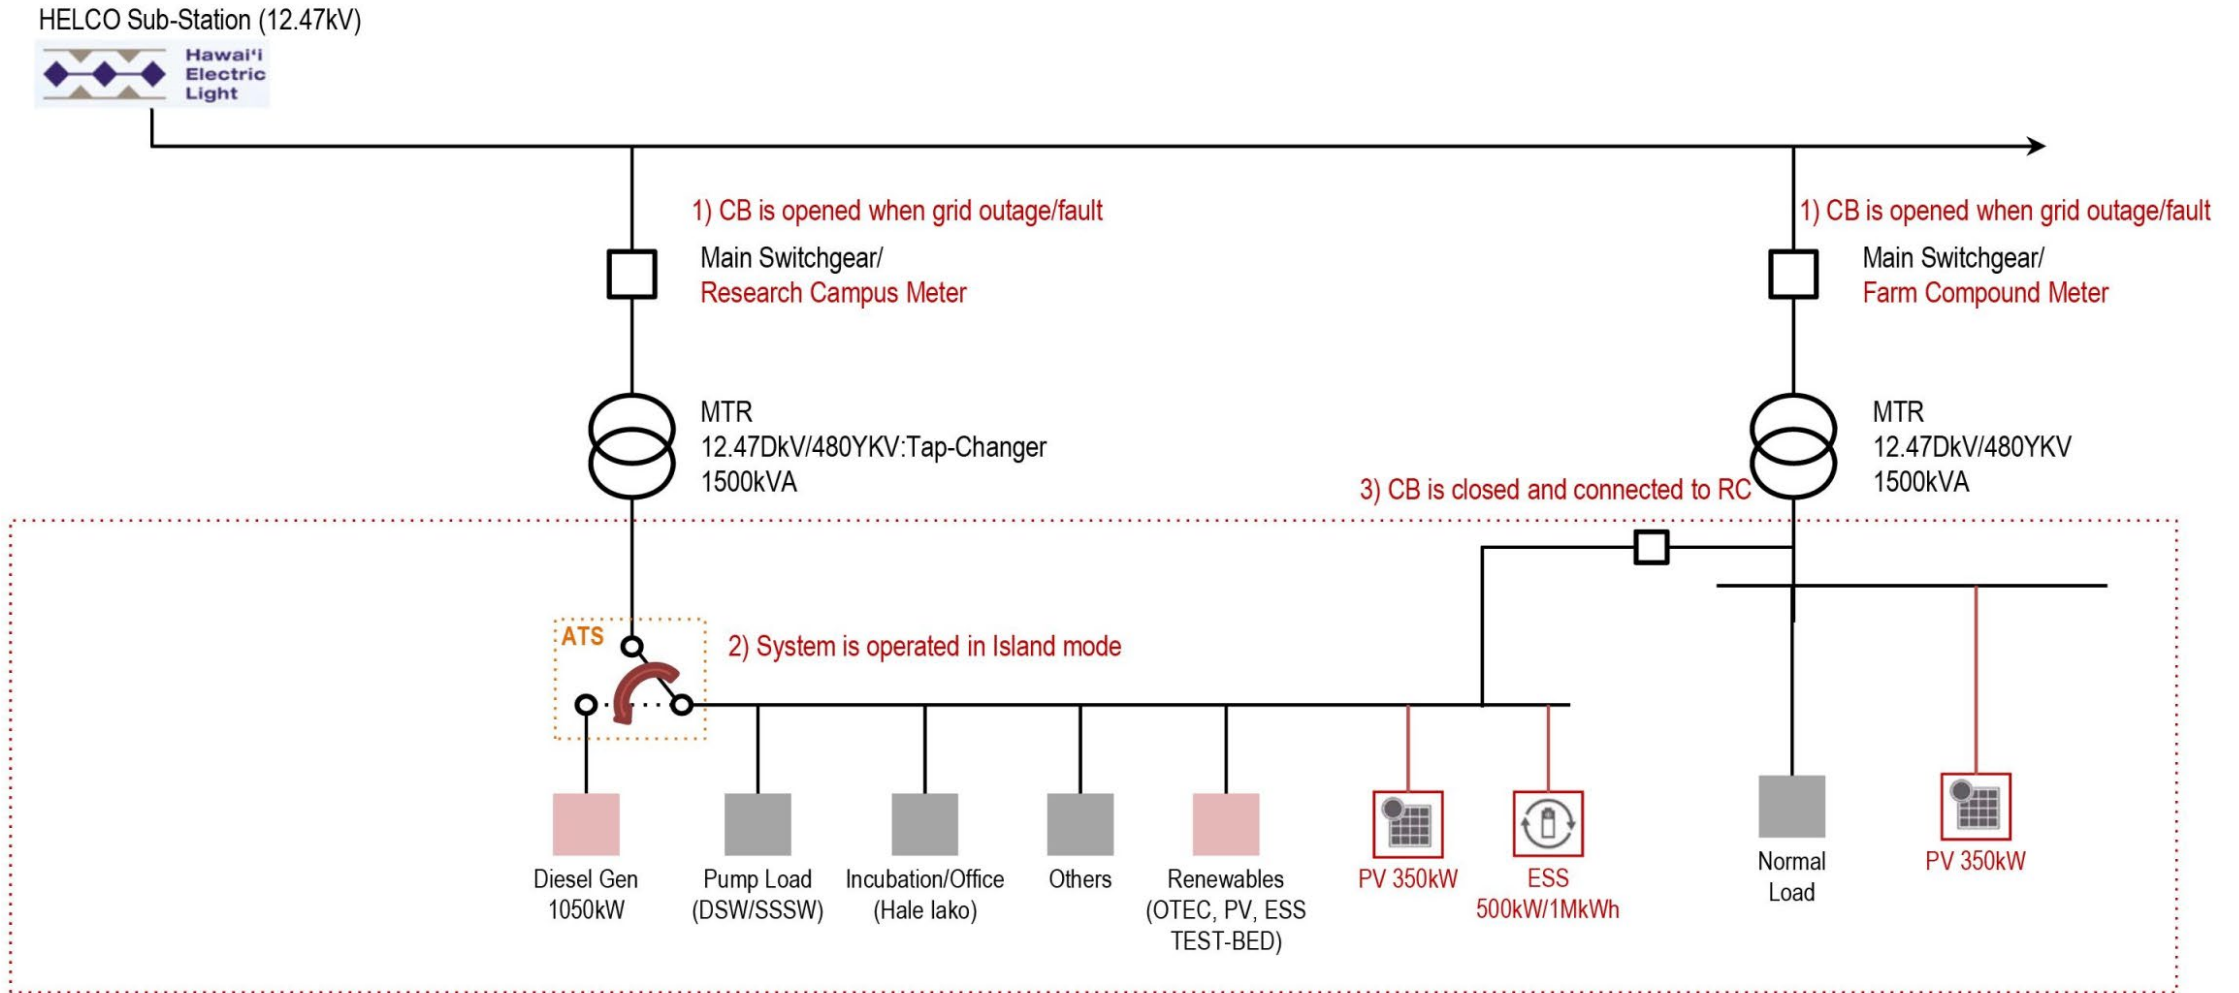 HELCO Sub-Station (12.47kV)
Hawai'i
Electric
Light
1) CB is opened when grid outage/fault
Main Switchgear/
Research Campus Meter
1) CB is opened when grid outage/fault
Main Switchgear/
Farm Compound Meter
MTR
12.47DkV/480YKV:Tap-Changer
1500kVA
MTR
12.47DkV/480YKV
1500kVA
3) CB is closed and connected to RC
ATS
2) System is operated in Island mode
Diesel Gen
1050kW
Pump Load
(DSW/SSSW)
Incubation/Office
(Hale Iako)
Others
Renewables
(OTEC, PV, ESS
TEST-BED)
PV 350kW
ESS
500kW/1MkWh
Normal
Load
PV 350kW